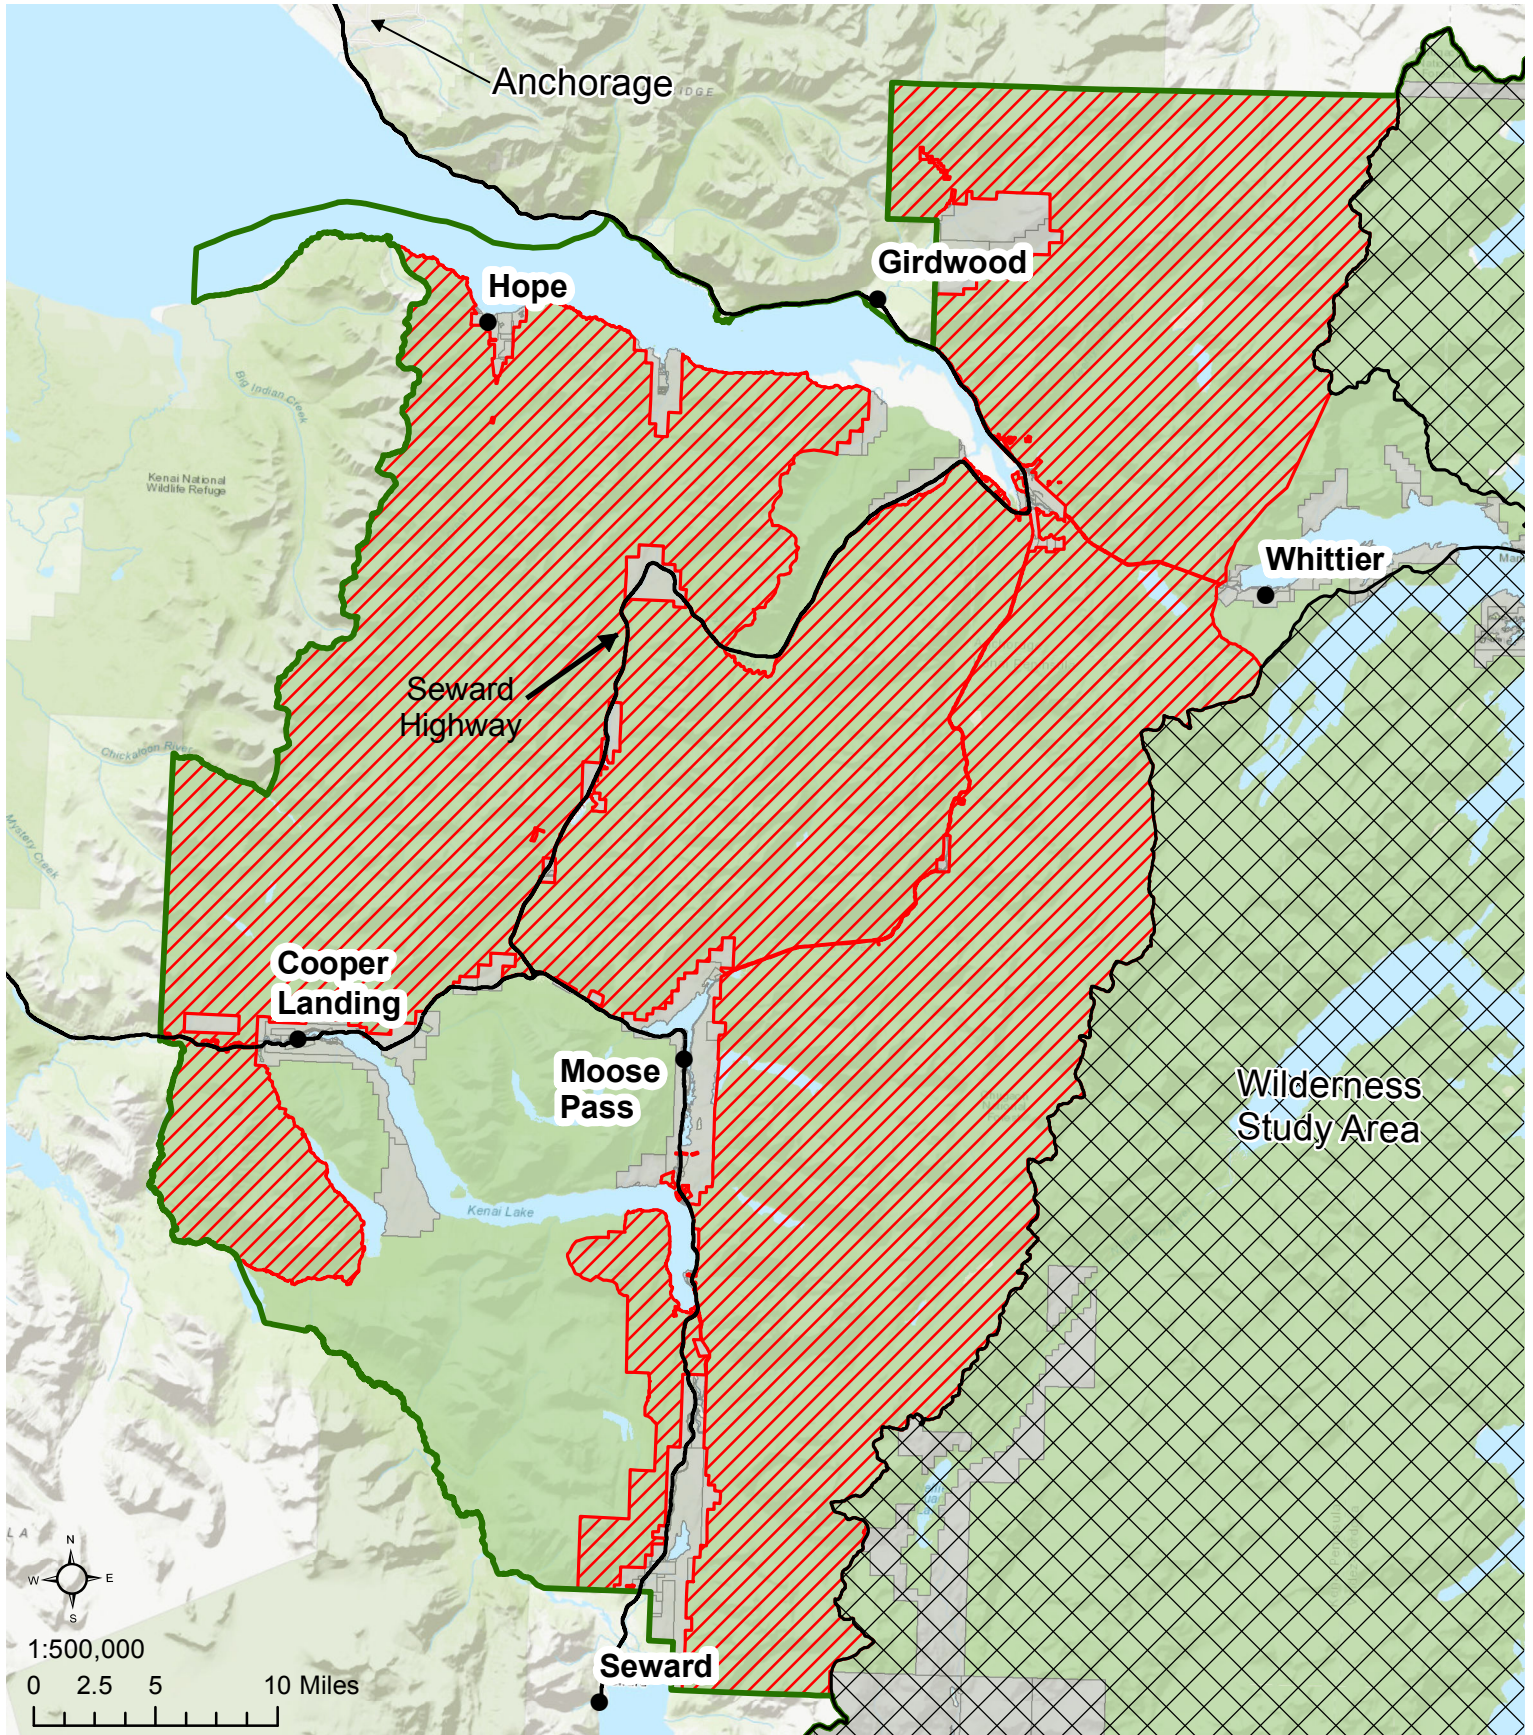 Anchorage
Girdwood
Hope
Big Indian Creek
Kenai National
Wildlife Refuge
Whittier
Seward
Highway
Chickaloon River
Mystery Creek
Cooper
Landing
Moose
Pass
Wilderness
Study Area
Kenai Lake
N
W
E
S
1:500,000
0 2.5 5 10 Miles
Seward